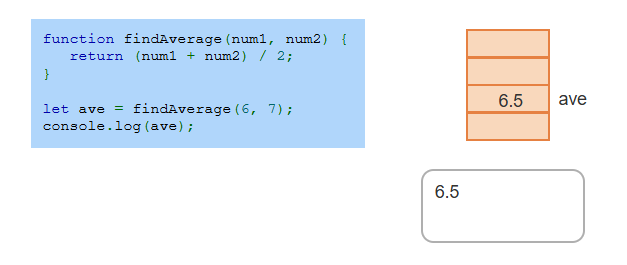 function findAverage(num1, num2) {
   return (num1 + num2) / 2;
}

let ave = findAverage(6, 7);
console.log(ave);
6.5 ave
6.5